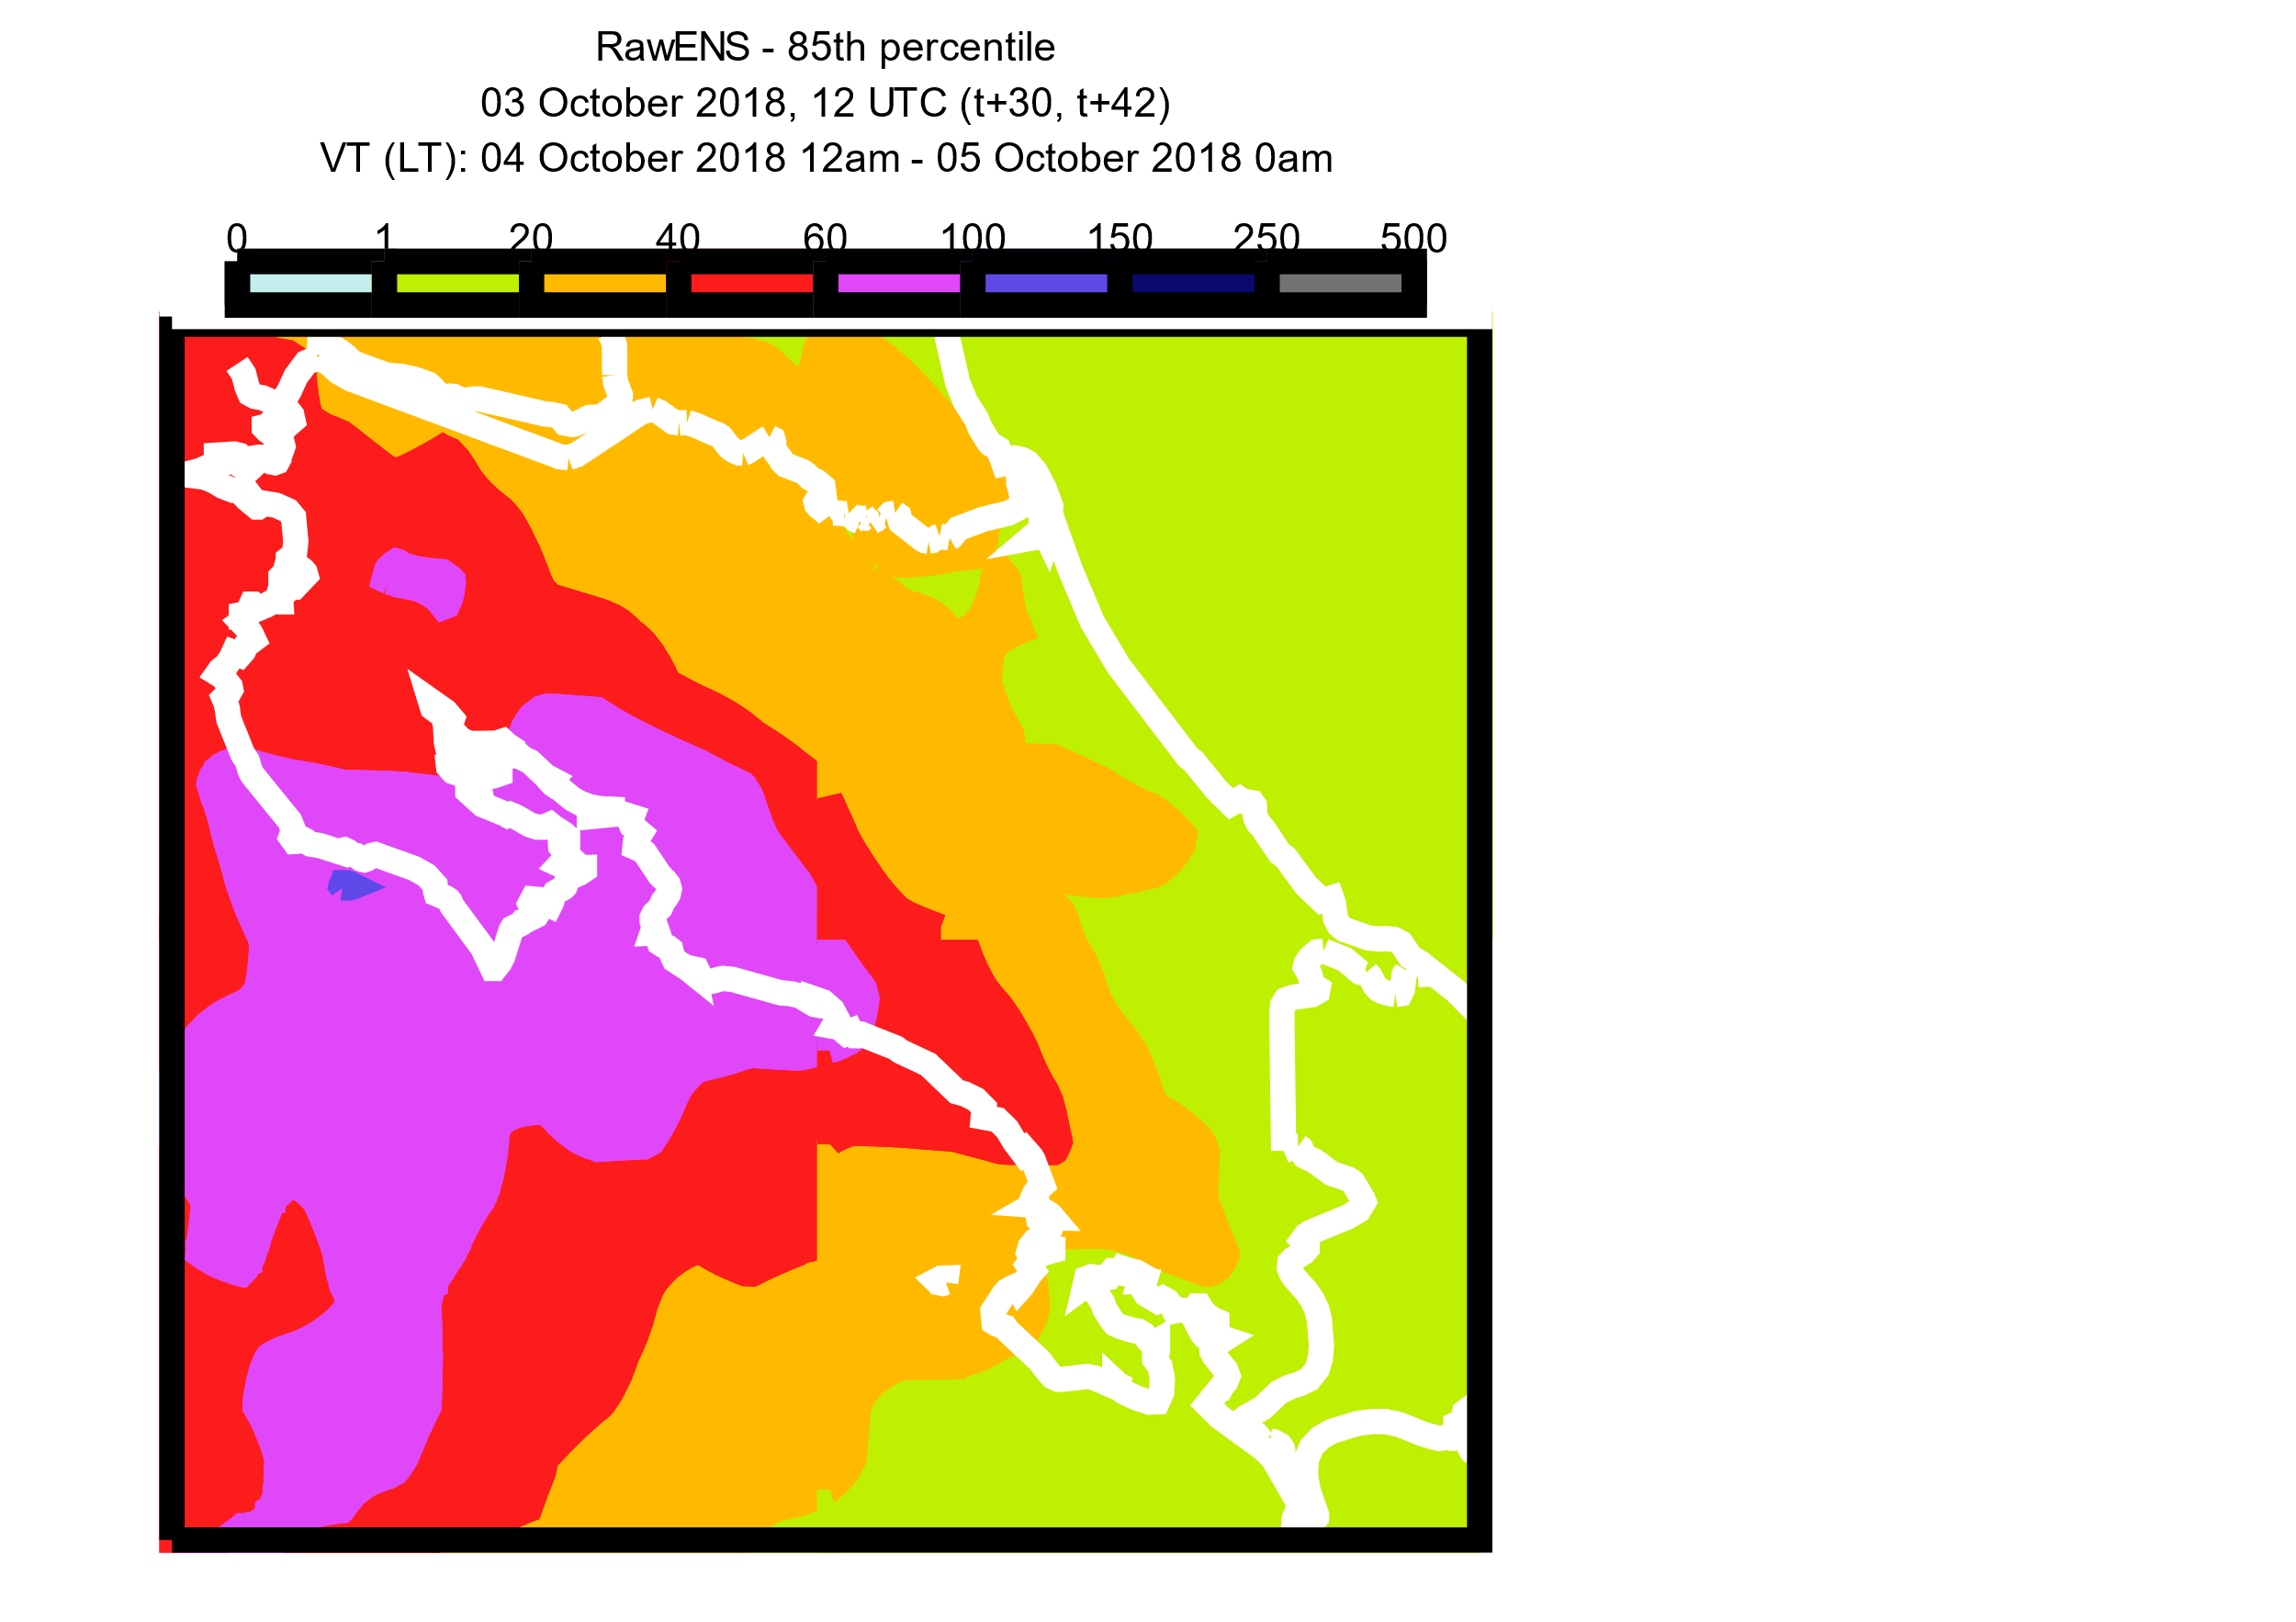 RawENS - 85th percentile
03 October 2018, 12 UTC (t+30, t+42)
VT (LT): 04 October 2018 12am - 05 October 2018 0am
0 1 20 40 60 100 150 250 500